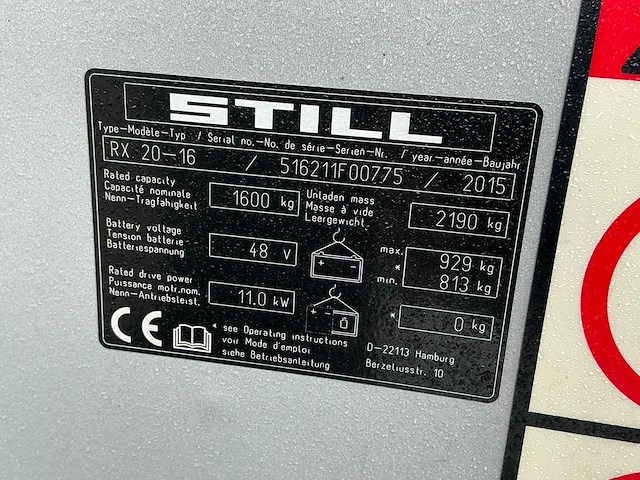 STILL
Type-Modèle-Typ / Serial no.-No. de série-Serien-Nr. / year-année-Baujahr
RX 20-16 / 516211F00775 / 2015
Rated capacity
Capacité nominale
Nenn-Tragfähigkeit
1600 kg
Unladen mass
Masse à vide
Leergewicht
2190 kg
Battery voltage
Tension batterie
Batteriespannung
48 V
max. 929 kg
*
min. 813 kg
Rated drive power
Puissance motr.nom.
Nenn-Antriebsleist.
11.0 kW
* 0 kg
CE
* see Operating instructions
voir Mode d'emploi
siehe Betriebsanleitung
D-22113 Hamburg
Berzeliusstr. 10